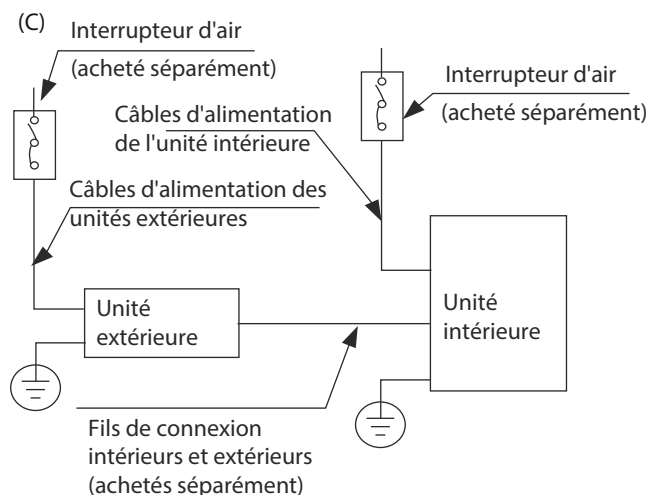 (C)
Interrupteur d'air
(acheté séparément)
Interrupteur d'air
(acheté séparément)
Câbles d'alimentation
de l'unité intérieure
Câbles d'alimentation des
unités extérieures
Unité
extérieure
Unité
intérieure
Fils de connexion
intérieurs et extérieurs
(achetés séparément)